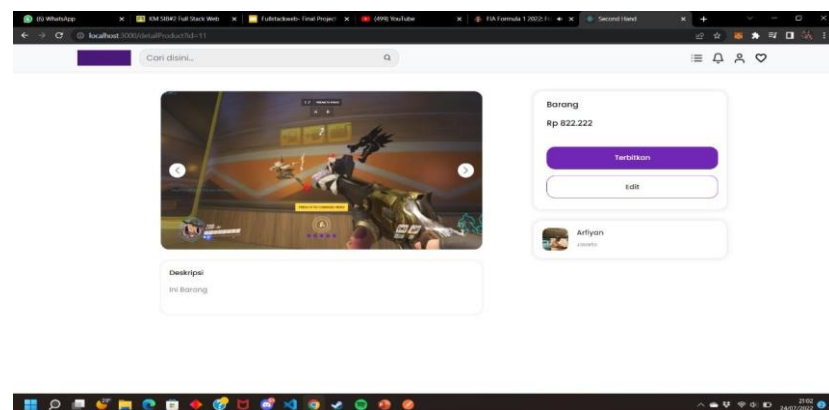 (6) WhatsApp
KM SIB#2 Full Stack Web
Fullstackweb- Final Project
(499) YouTube
FIA Formula 1 2022: F
Second Hand
localhost:3000/detailProduct?id=11
Cari disini...
Barang
Rp 822.222
Terbitkan
Edit
Arfiyan
Jakarta
Deskripsi
Ini Barang
21:02
24/07/2022